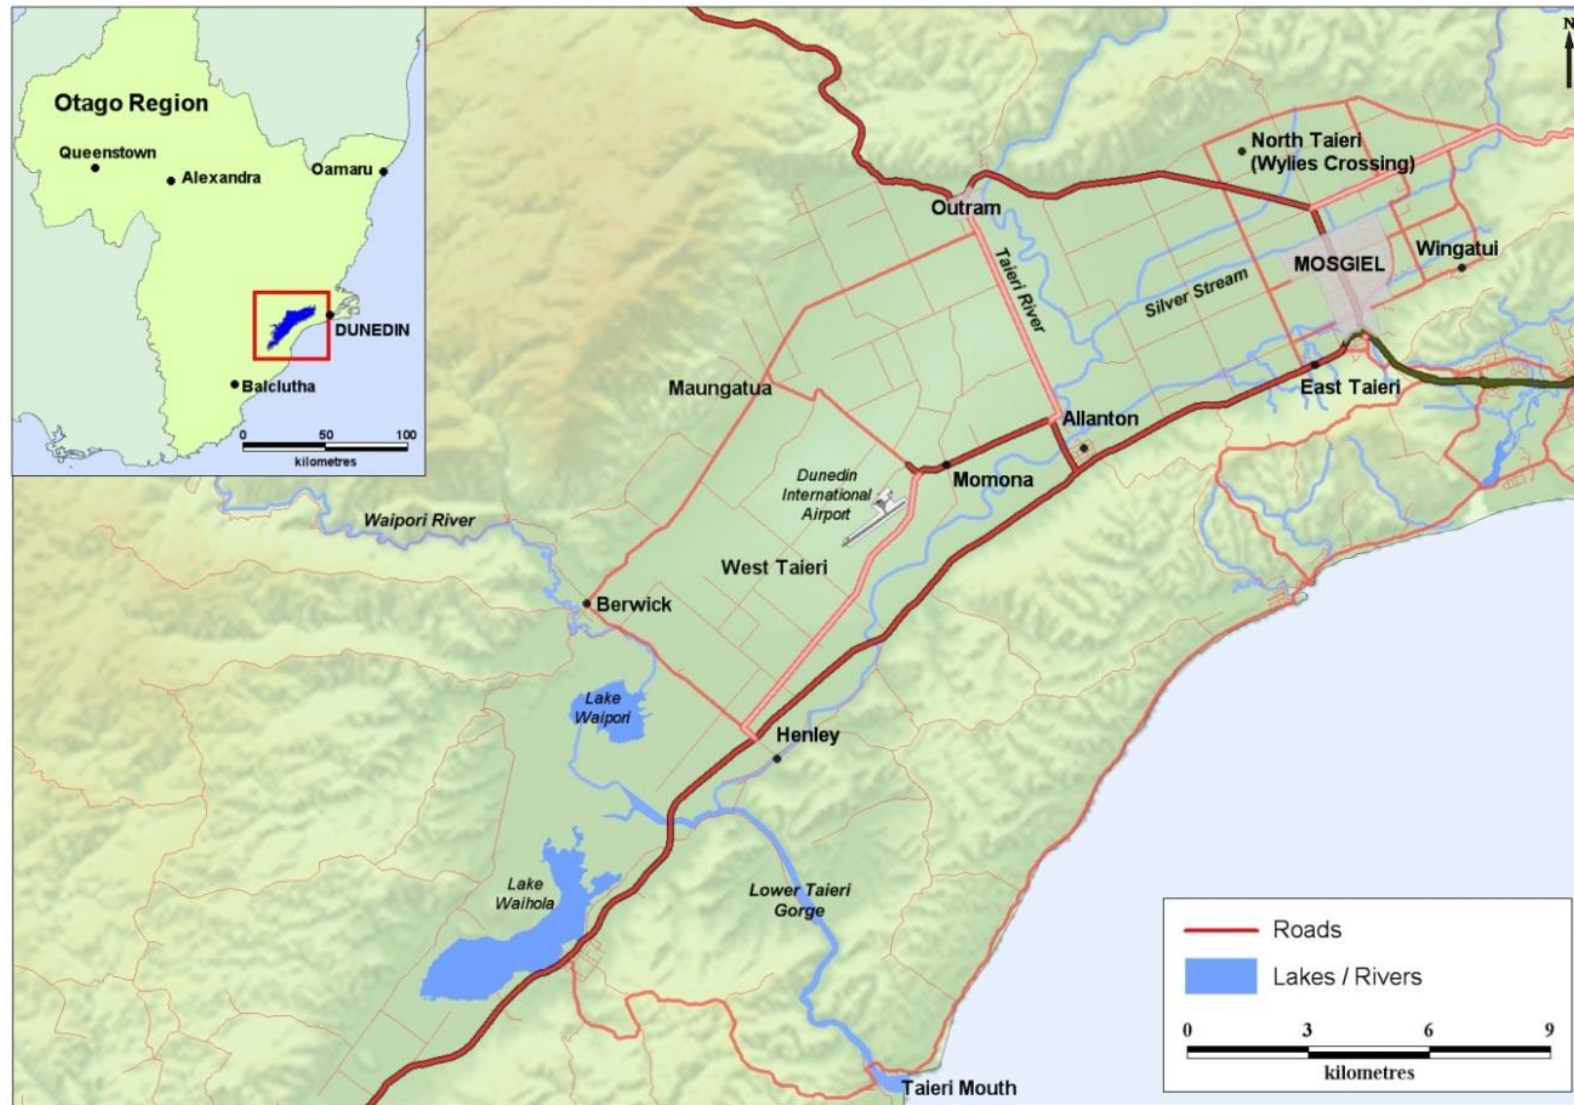 Otago Region
Queenstown
Alexandra
Oamaru
DUNEDIN
Balclutha
0 50 100
kilometres
N
North Taieri
(Wylies Crossing)
Outram
MOSGIEL
Wingatui
Taieri River
Silver Stream
East Taieri
Maungatua
Allanton
Dunedin
International
Airport
Momona
Waipori River
West Taieri
Berwick
Lake
Waipori
Henley
Lake
Waihola
Lower Taieri
Gorge
Taieri Mouth
Roads
Lakes / Rivers
0 3 6 9
kilometres